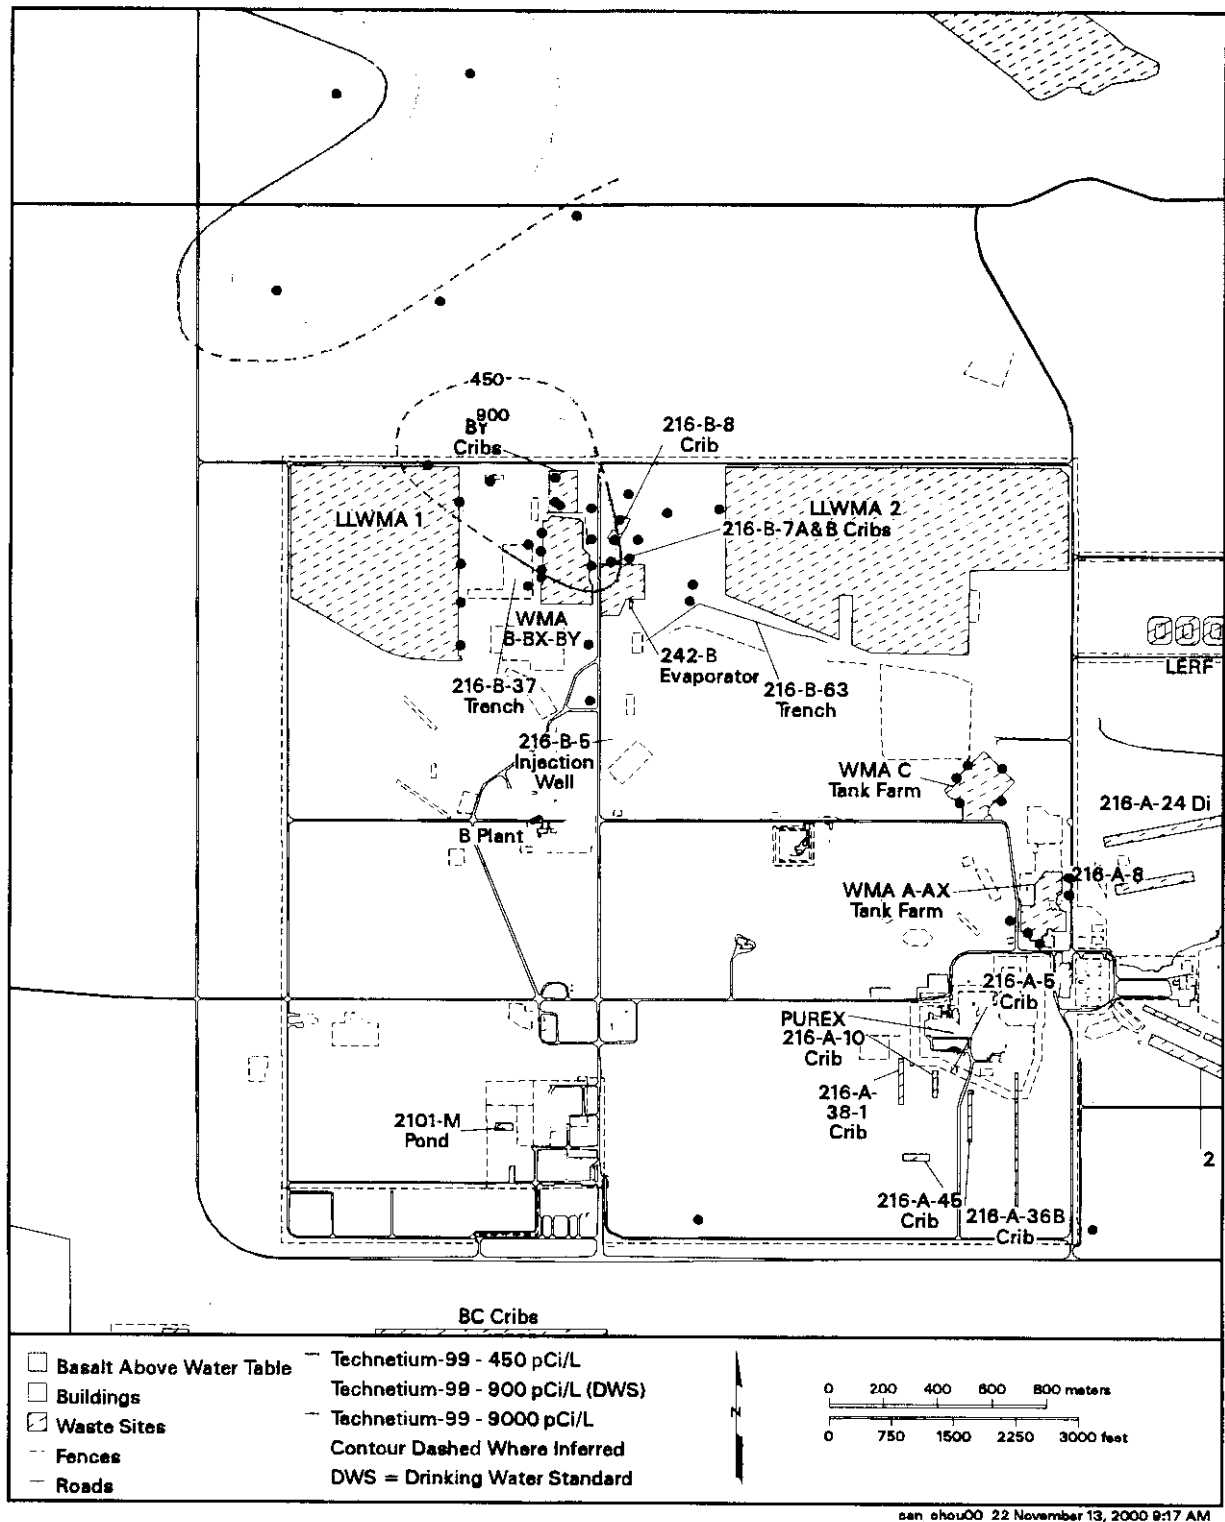 450
900
BY
Cribs
216-B-8
Crib
LLWMA 1
LLWMA 2
216-B-7A&B Cribs
WMA
B-BX-BY
216-B-37
Trench
242-B
Evaporator
216-B-63
Trench
LERF
216-B-5
Injection
Well
WMA C
Tank Farm
216-A-24 Di
B Plant
216-A-8
WMA A-AX
Tank Farm
216-A-5
Crib
PUREX
216-A-10
Crib
216-A-
38-1
Crib
2101-M
Pond
2
216-A-45
Crib
216-A-36B
Crib
BC Cribs
Basalt Above Water Table
Buildings
Waste Sites
Fences
Roads
Technetium-99 - 450 pCi/L
Technetium-99 - 900 pCi/L (DWS)
Technetium-99 - 9000 pCi/L
Contour Dashed Where Inferred
DWS = Drinking Water Standard
N
0 200 400 600 800 meters
0 750 1500 2250 3000 feet
can_chou00_22 November 13, 2000 9:17 AM